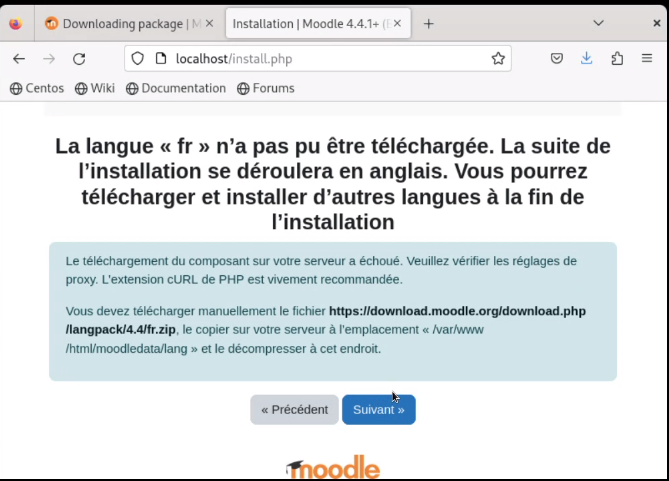 Downloading package | M
Installation | Moodle 4.4.1+ (
localhost/install.php
Centos
Wiki
Documentation
Forums
La langue « fr » n’a pas pu être téléchargée. La suite de
l’installation se déroulera en anglais. Vous pourrez
télécharger et installer d’autres langues à la fin de
l’installation
Le téléchargement du composant sur votre serveur a échoué. Veuillez vérifier les réglages de
proxy. L’extension cURL de PHP est vivement recommandée.
Vous devez télécharger manuellement le fichier https://download.moodle.org/download.php
/langpack/4.4/fr.zip, le copier sur votre serveur à l’emplacement « /var/www
/html/moodledata/lang » et le décompresser à cet endroit.
« Précédent
Suivant »
moodle